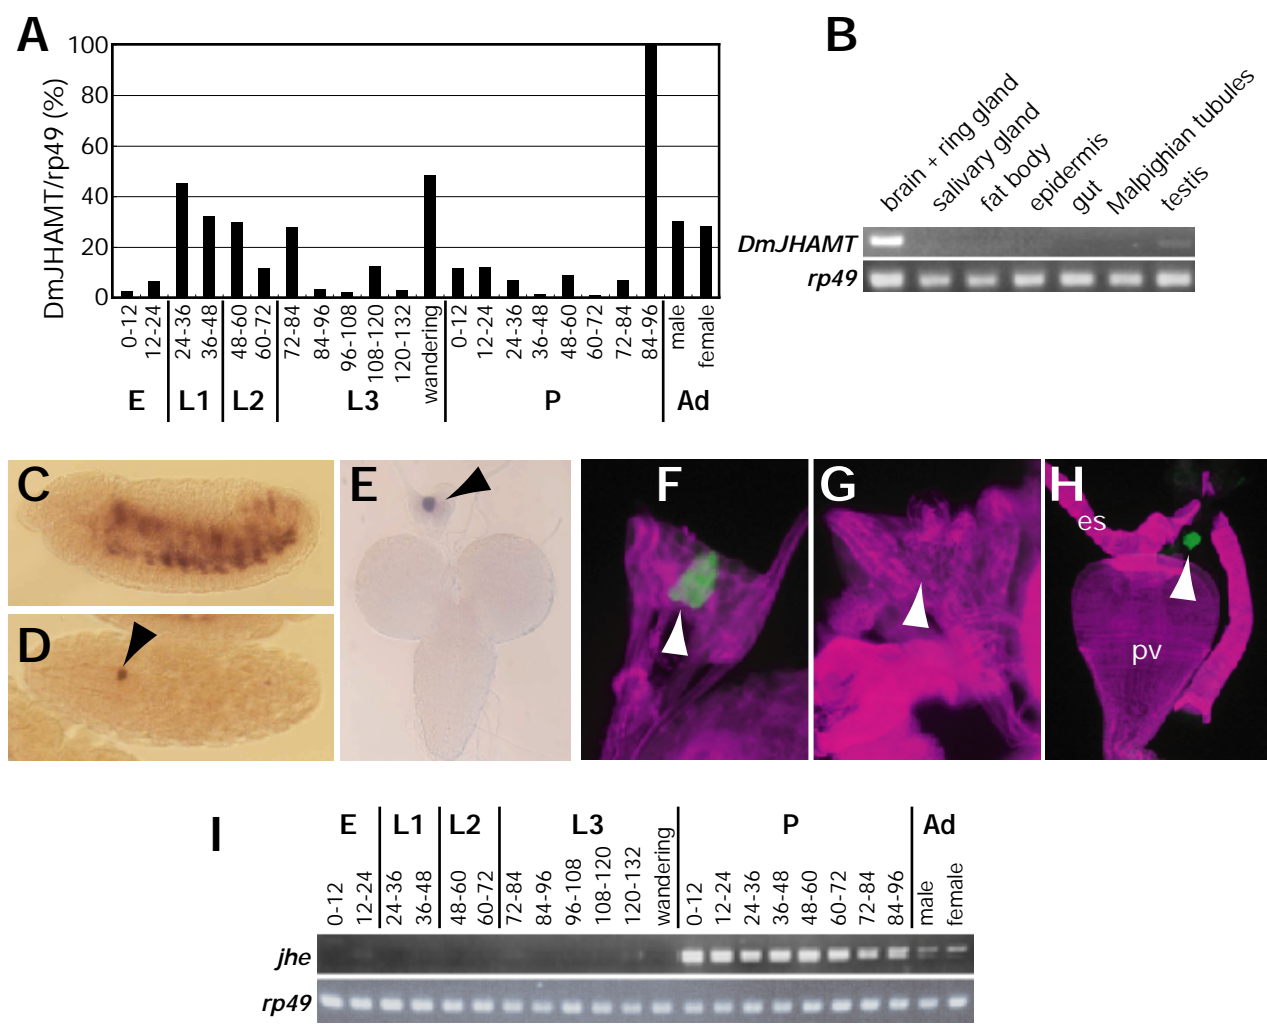 A
DmJHAMT/rp49 (%)
100
80
60
40
20
0
0-12
12-24
24-36
36-48
48-60
60-72
72-84
84-96
96-108
108-120
120-132
wandering
0-12
12-24
24-36
36-48
48-60
60-72
72-84
84-96
male
female
E L1 L2 L3 P Ad
B
brain + ring gland
salivary gland
fat body
epidermis
gut
Malpighian tubules
testis
DmJHAMT
rp49
C
D
E
F
G
H
es
pv
I
E L1 L2 L3 P Ad
0-12
12-24
24-36
36-48
48-60
60-72
72-84
84-96
96-108
108-120
120-132
wandering
0-12
12-24
24-36
36-48
48-60
60-72
72-84
84-96
male
female
jhe
rp49